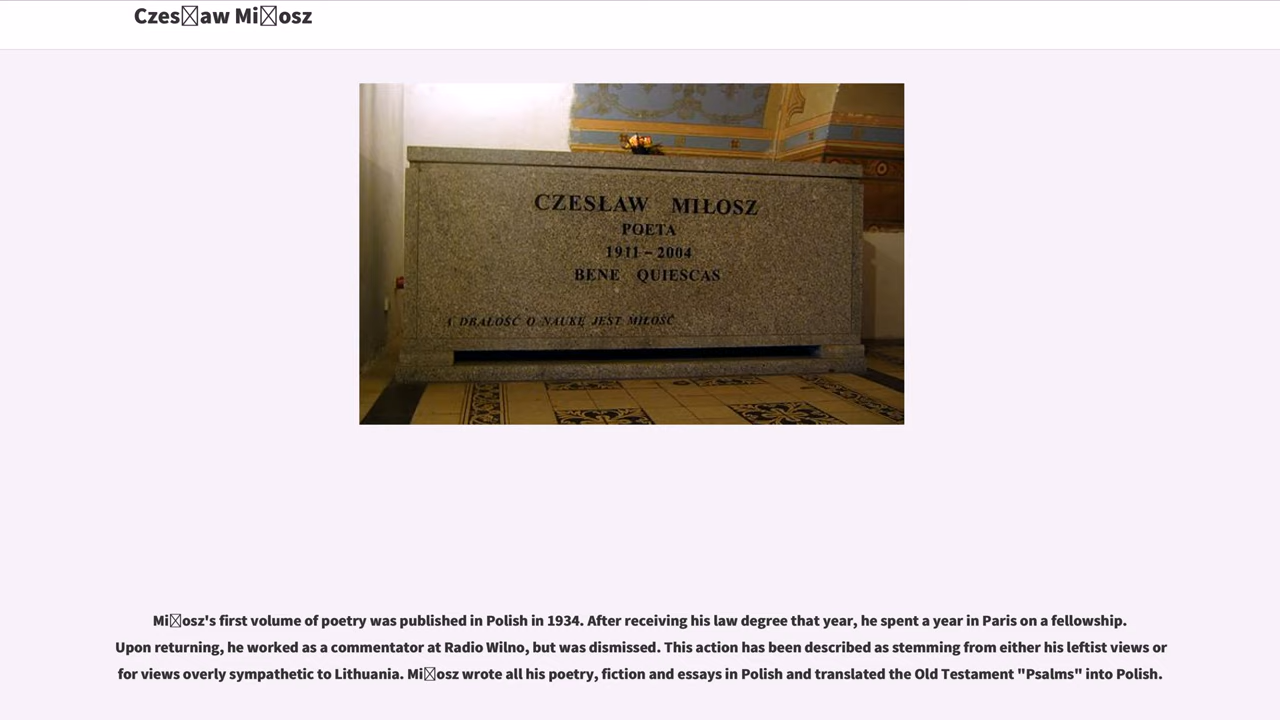 Czes□aw Mi□osz
CZESŁAW MIŁOSZ
POETA
1911 – 2004
BENE QUIESCAS
A DBAŁOŚĆ O NAUKĘ JEST MIŁOŚĆ
Mi□osz's first volume of poetry was published in Polish in 1934. After receiving his law degree that year, he spent a year in Paris on a fellowship.
Upon returning, he worked as a commentator at Radio Wilno, but was dismissed. This action has been described as stemming from either his leftist views or
for views overly sympathetic to Lithuania. Mi□osz wrote all his poetry, fiction and essays in Polish and translated the Old Testament "Psalms" into Polish.